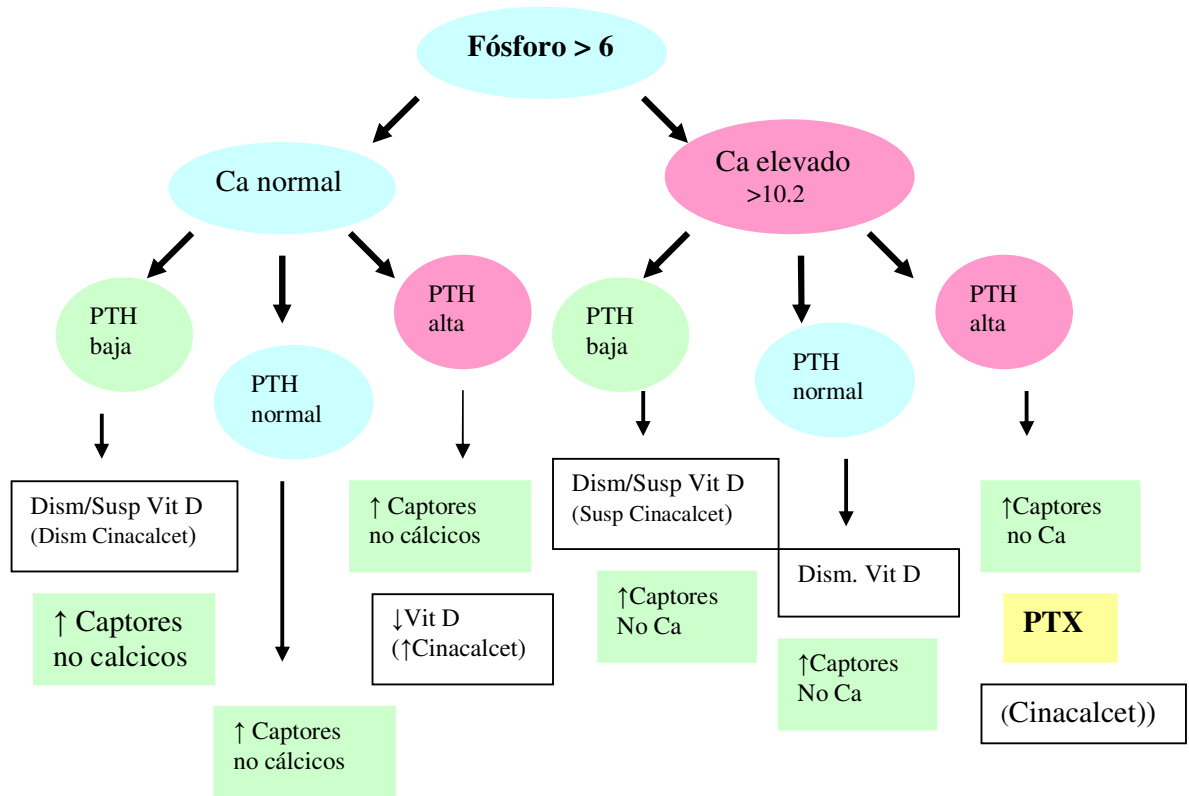 Fósforo > 6
Ca normal
Ca elevado
>10.2
PTH
baja
PTH
normal
PTH
alta
PTH
baja
PTH
normal
PTH
alta
Dism/Susp Vit D
(Dism Cinacalcet)
↑ Captores
no calcicos
↑ Captores
no cálcicos
↑ Captores
no cálcicos
↓Vit D
(↑Cinacalcet)
Dism/Susp Vit D
(Susp Cinacalcet)
↑Captores
No Ca
Dism. Vit D
↑Captores
No Ca
↑Captores
no Ca
PTX
(Cinacalcet))